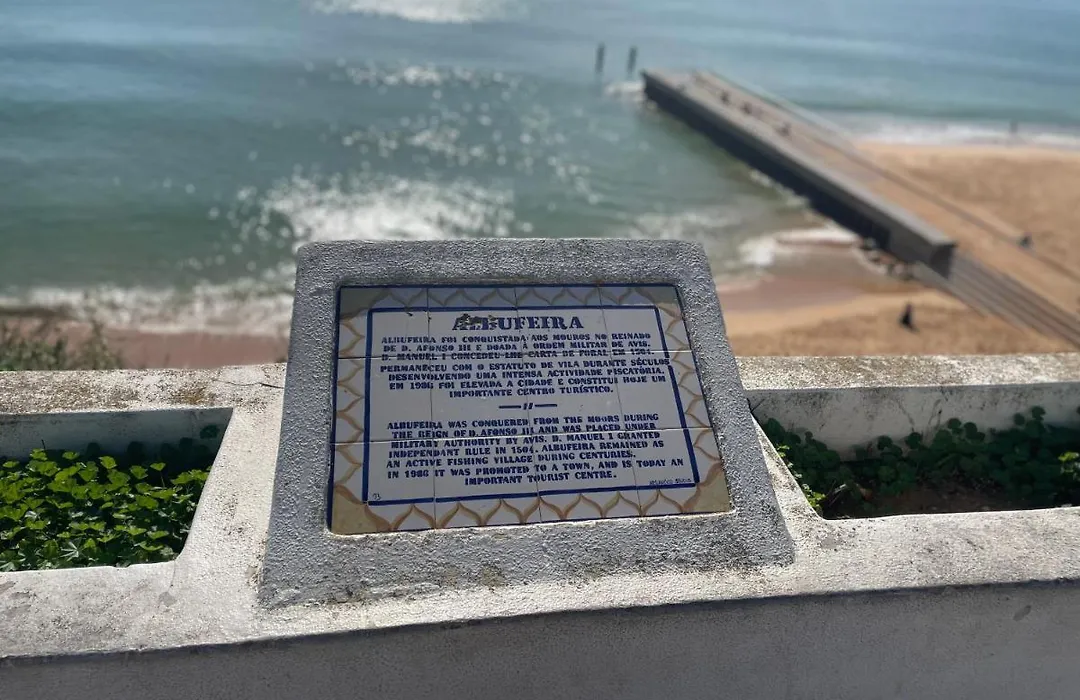 ALBUFEIRA
ALBUFEIRA FOI CONQUISTADA AOS MOUROS NO REINADO
DE D. AFONSO III E DOADA À ORDEM MILITAR DE AVIS.
D. MANUEL I CONCEDEU-LHE CARTA DE FORAL EM 1504.
PERMANECEU COM O ESTATUTO DE VILA DURANTE SÉCULOS
DESENVOLVENDO UMA INTENSA ACTIVIDADE PISCATÓRIA.
EM 1986 FOI ELEVADA A CIDADE E CONSTITUI HOJE UM
IMPORTANTE CENTRO TURÍSTICO.
ALBUFEIRA WAS CONQUERED FROM THE MOORS DURING
THE REIGN OF D. AFONSO III AND WAS PLACED UNDER
MILITARY AUTHORITY BY AVIS. D. MANUEL I GRANTED
INDEPENDANT RULE IN 1504. ALBUFEIRA REMAINED AS
AN ACTIVE FISHING VILLAGE DURING CENTURIES.
IN 1986 IT WAS PROMOTED TO A TOWN, AND IS TODAY AN
IMPORTANT TOURIST CENTRE.